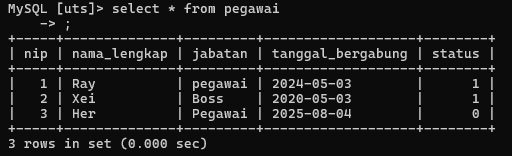 MySQL [uts]> select * from pegawai
    -> ;
+-----+--------------+---------+-------------------+--------+
| nip | nama_lengkap | jabatan | tanggal_bergabung | status |
+-----+--------------+---------+-------------------+--------+
|   1 | Ray          | pegawai | 2024-05-03        |      1 |
|   2 | Xei          | Boss    | 2020-05-03        |      1 |
|   3 | Her          | Pegawai | 2025-08-04        |      0 |
+-----+--------------+---------+-------------------+--------+
3 rows in set (0.000 sec)